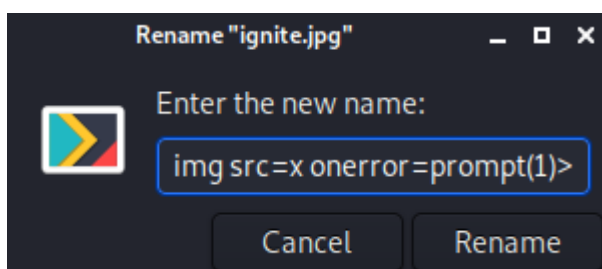 Rename "ignite.jpg"
Enter the new name:
img src=x onerror=prompt(1)>
Cancel
Rename